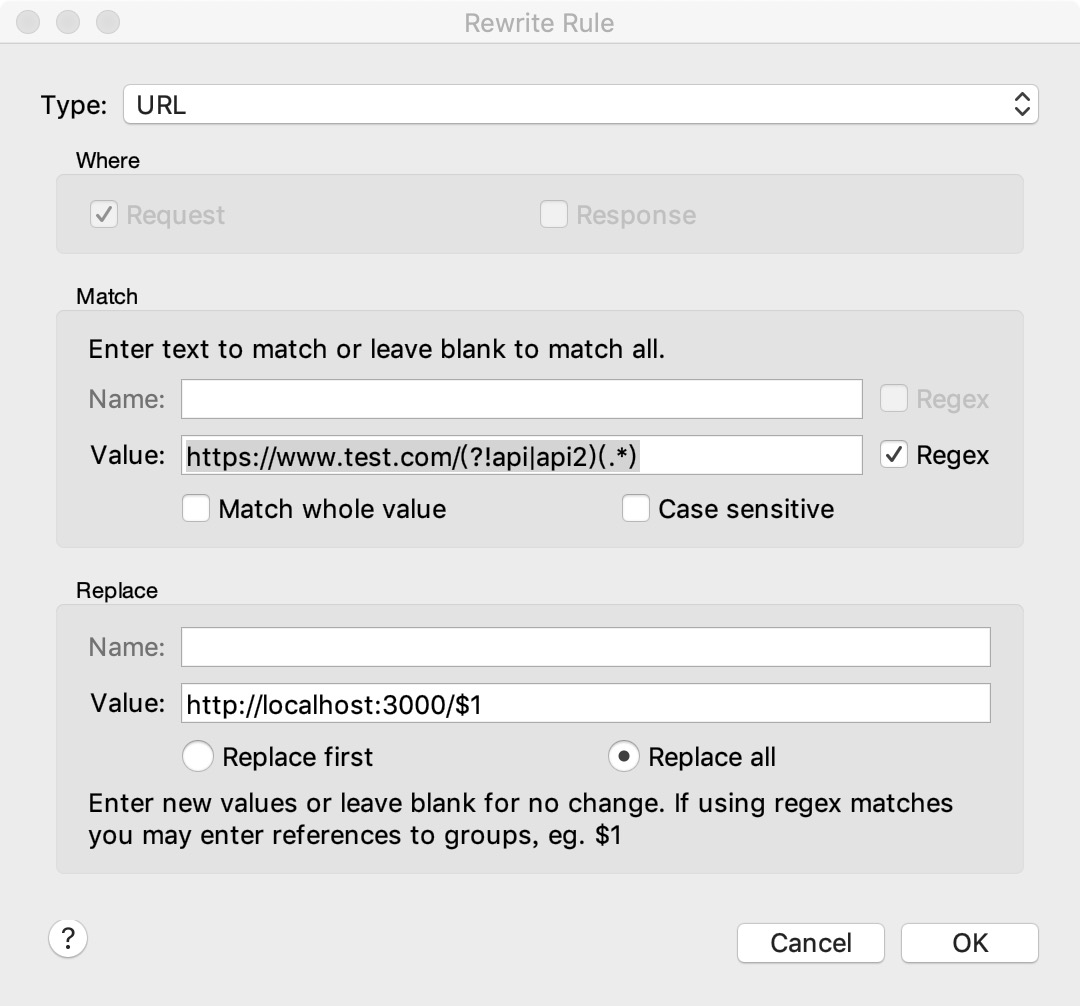 Rewrite Rule
Type: URL
Where
Request Response
Match
Enter text to match or leave blank to match all.
Name: Regex
Value: https://www.test.com/(?!api|api2)(.*) Regex
Match whole value Case sensitive
Replace
Name:
Value: http://localhost:3000/$1
Replace first Replace all
Enter new values or leave blank for no change. If using regex matches
you may enter references to groups, eg. $1
? Cancel OK